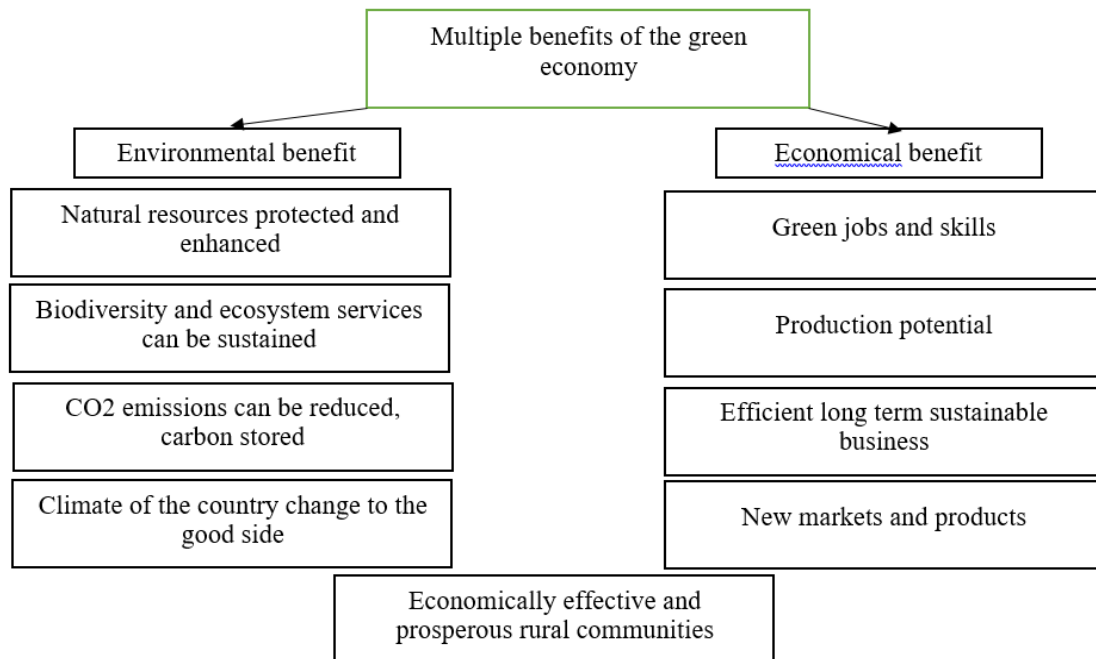 Multiple benefits of the green
economy
Environmental benefit
Economical benefit
Natural resources protected and
enhanced
Green jobs and skills
Biodiversity and ecosystem services
can be sustained
Production potential
CO2 emissions can be reduced,
carbon stored
Efficient long term sustainable
business
Climate of the country change to the
good side
New markets and products
Economically effective and
prosperous rural communities